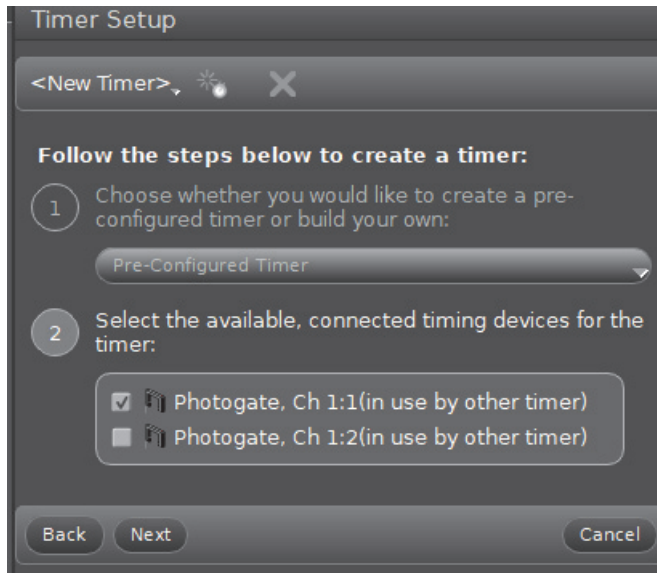 Timer Setup
<New Timer>
Follow the steps below to create a timer:
1
Choose whether you would like to create a pre-
configured timer or build your own:
Pre-Configured Timer
2
Select the available, connected timing devices for the
timer:
Photogate, Ch 1:1(in use by other timer)
Photogate, Ch 1:2(in use by other timer)
Back Next Cancel